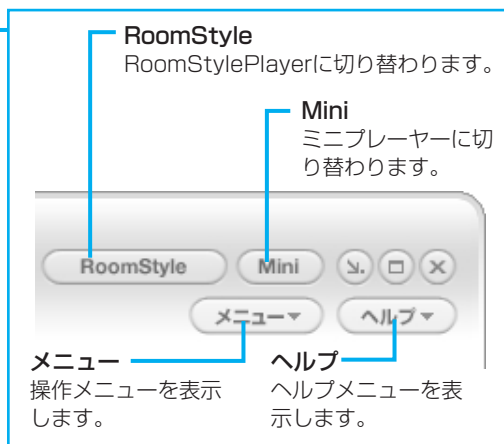 RoomStyle
RoomStylePlayerに切り替わります。
Mini
ミニプレーヤーに切
り替わります。
RoomStyle Mini
メニュー▼ ヘルプ▼
メニュー
操作メニューを表示
します。
ヘルプ
ヘルプメニューを表
示します。